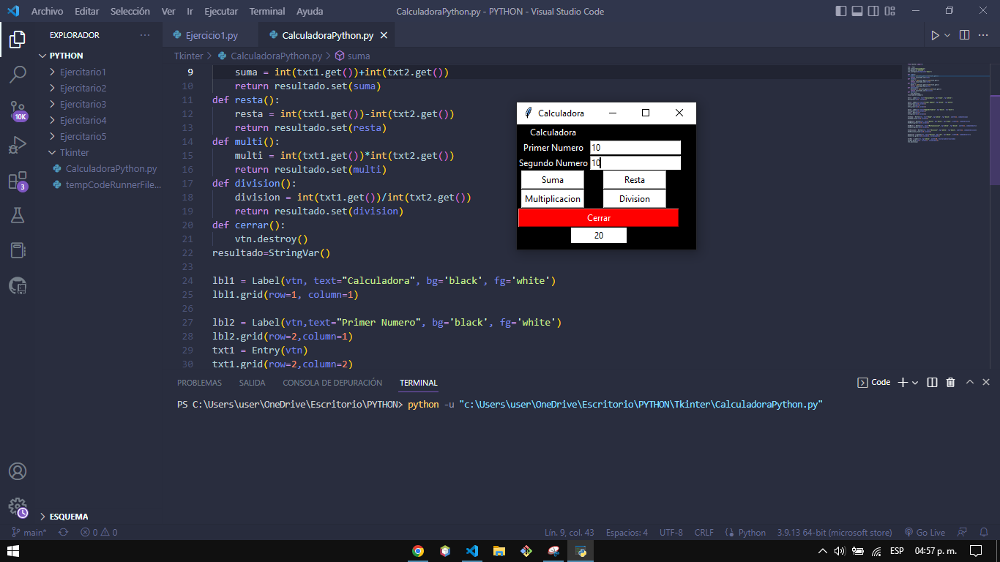 Archivo Editar Selección Ver Ir Ejecutar Terminal Ayuda CalculadoraPython.py - PYTHON - Visual Studio Code
EXPLORADOR
Ejercicio1.py CalculadoraPython.py
PYTHON
Tkinter > CalculadoraPython.py > suma
Ejercitario1
Ejercitario2
Ejercitario3
Ejercitario4
Ejercitario5
Tkinter
CalculadoraPython.py
tempCodeRunnerFile...
10K
3
9 suma = int(txt1.get())+int(txt2.get())
10 return resultado.set(suma)
11 def resta():
12 resta = int(txt1.get())-int(txt2.get())
13 return resultado.set(resta)
14 def multi():
15 multi = int(txt1.get())*int(txt2.get())
16 return resultado.set(multi)
17 def division():
18 division = int(txt1.get())/int(txt2.get())
19 return resultado.set(division)
20 def cerrar():
21 vtn.destroy()
22 resultado=StringVar()
23
24 lbl1 = Label(vtn, text="Calculadora", bg='black', fg='white')
25 lbl1.grid(row=1, column=1)
26
27 lbl2 = Label(vtn,text="Primer Numero", bg='black', fg='white')
28 lbl2.grid(row=2,column=1)
29 txt1 = Entry(vtn)
30 txt1.grid(row=2,column=2)
Calculadora
Calculadora
Primer Numero 10
Segundo Numero 10
Suma Resta
Multiplicacion Division
Cerrar
20
PROBLEMAS SALIDA CONSOLA DE DEPURACIÓN TERMINAL Code
PS C:\Users\user\OneDrive\Escritorio\PYTHON> python -u "c:\Users\user\OneDrive\Escritorio\PYTHON\Tkinter\CalculadoraPython.py"
ESQUEMA
main* 0 0 Lín. 9, col. 43 Espacios: 4 UTF-8 CRLF Python 3.9.13 64-bit (microsoft store) Go Live
ESP 04:57 p. m.